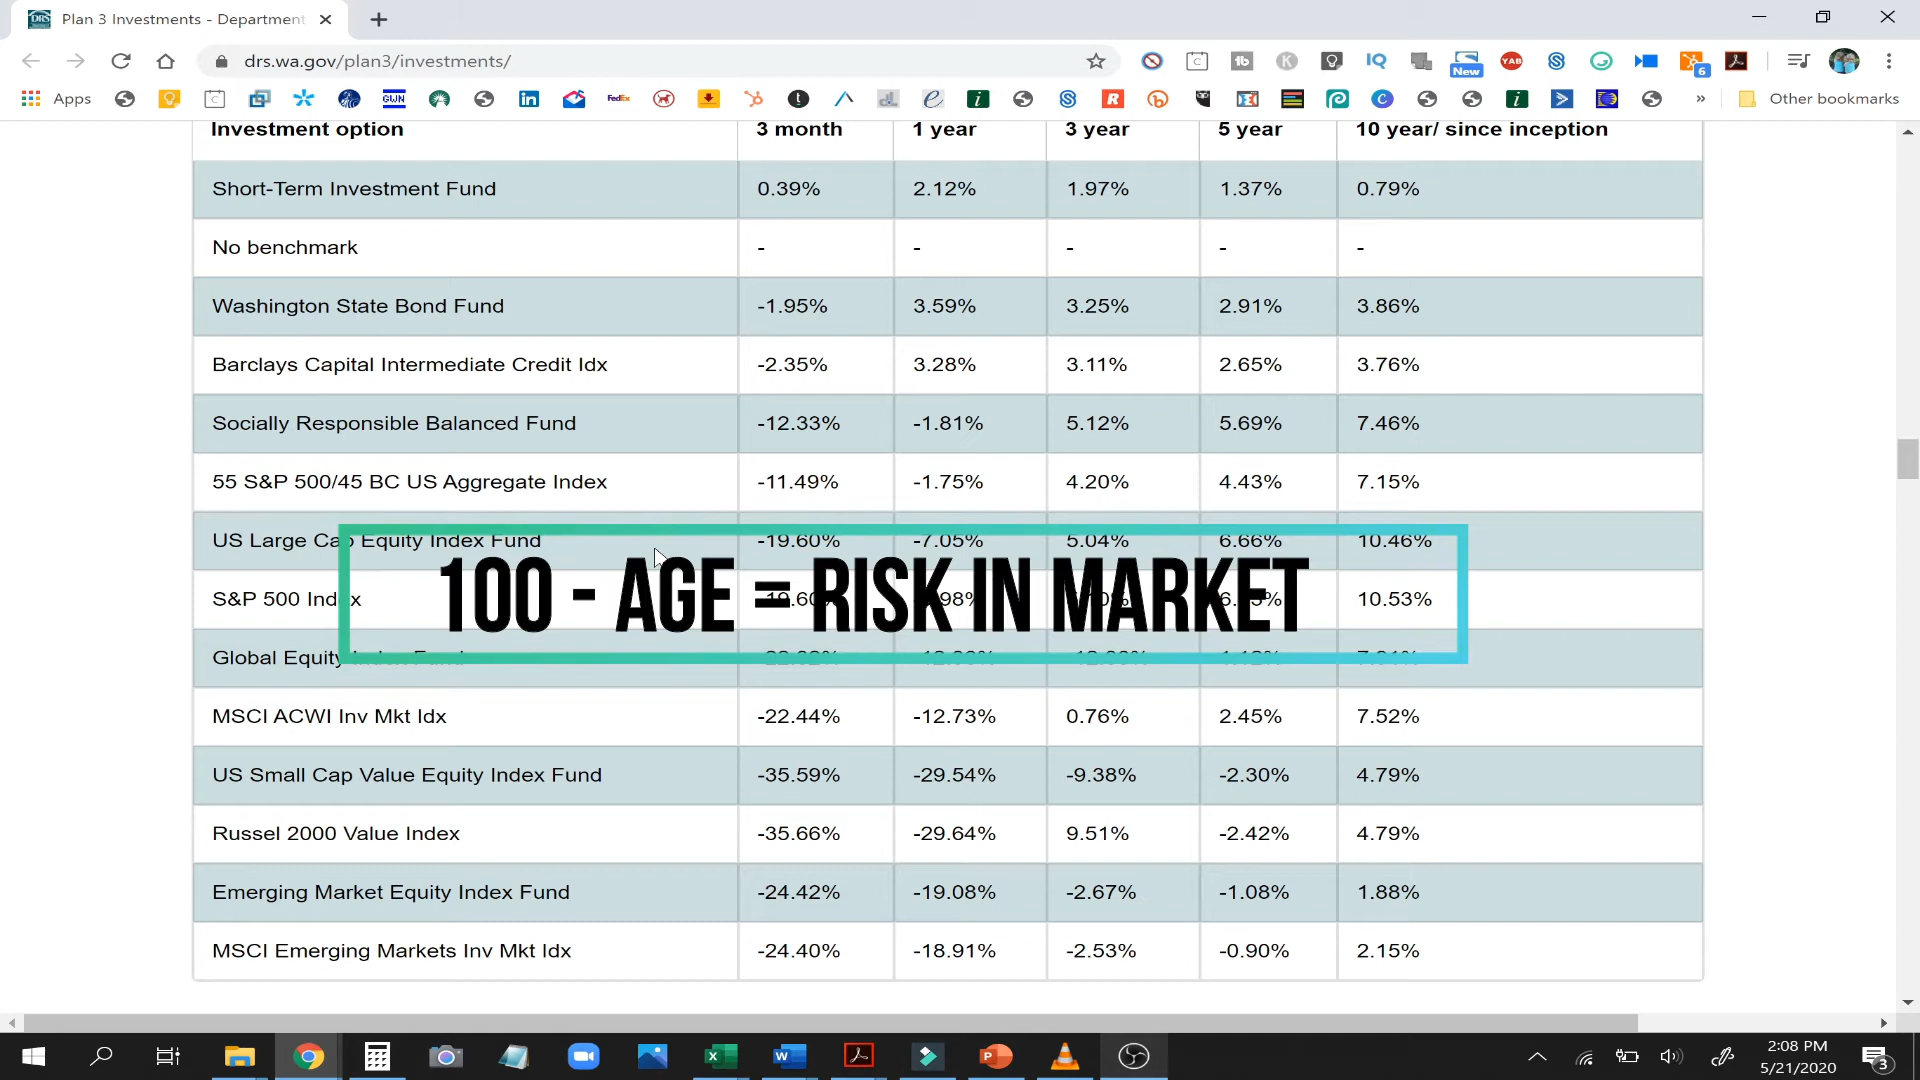 Plan 3 Investments - Department
drs.wa.gov/plan3/investments/
New
6
Apps
Other bookmarks
Investment option 3 month 1 year 3 year 5 year 10 year/ since inception
Short-Term Investment Fund 0.39% 2.12% 1.97% 1.37% 0.79%
No benchmark - - - - -
Washington State Bond Fund -1.95% 3.59% 3.25% 2.91% 3.86%
Barclays Capital Intermediate Credit Idx -2.35% 3.28% 3.11% 2.65% 3.76%
Socially Responsible Balanced Fund -12.33% -1.81% 5.12% 5.69% 7.46%
55 S&P 500/45 BC US Aggregate Index -11.49% -1.75% 4.20% 4.43% 7.15%
US Large Cap Equity Index Fund -19.60% -7.05% 5.04% 6.66% 10.46%
S&P 500 Index 10.53%
100 - AGE = RISK IN MARKET
Global Equity Index Fund
MSCI ACWI Inv Mkt Idx -22.44% -12.73% 0.76% 2.45% 7.52%
US Small Cap Value Equity Index Fund -35.59% -29.54% -9.38% -2.30% 4.79%
Russel 2000 Value Index -35.66% -29.64% 9.51% -2.42% 4.79%
Emerging Market Equity Index Fund -24.42% -19.08% -2.67% -1.08% 1.88%
MSCI Emerging Markets Inv Mkt Idx -24.40% -18.91% -2.53% -0.90% 2.15%
2:08 PM
5/21/2020
3